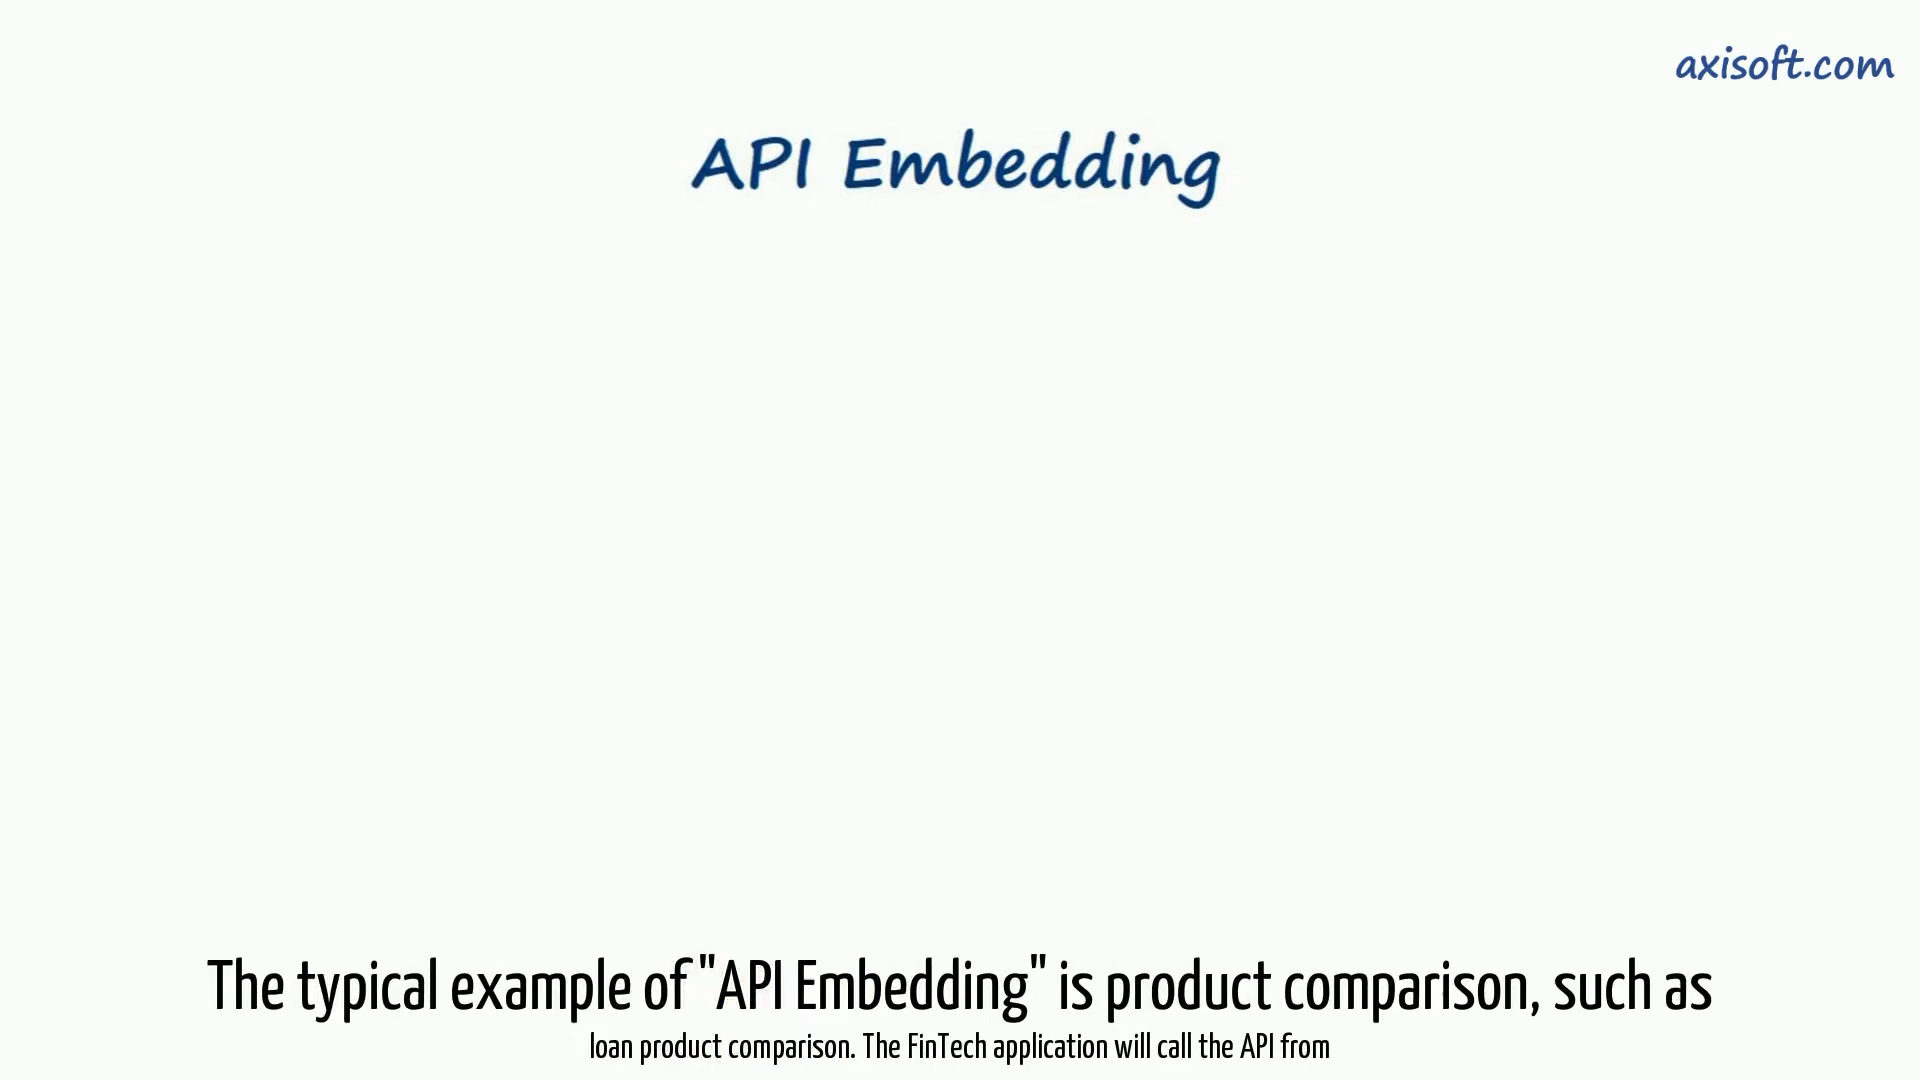 axisoft.com
API Embedding
The typical example of "API Embedding" is product comparison, such as
loan product comparison. The FinTech application will call the API from